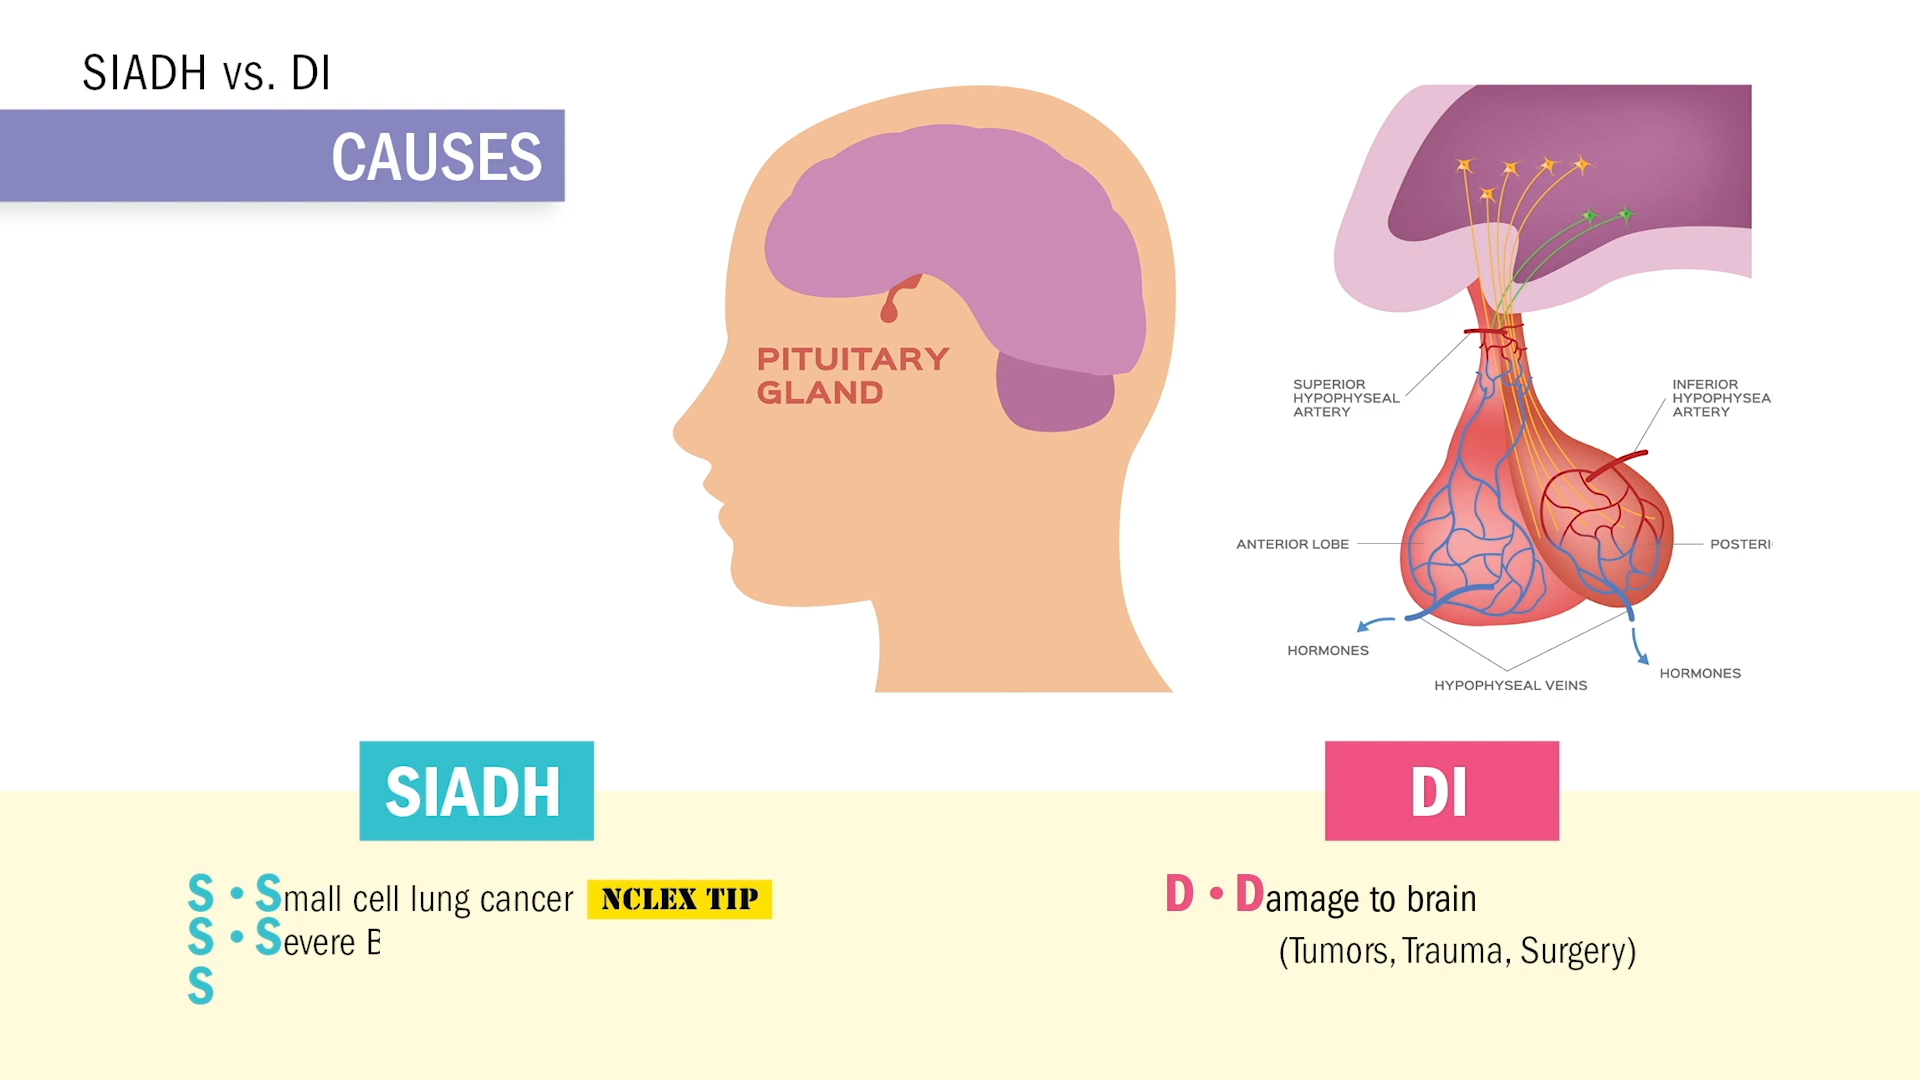 SIADH vs. DI
CAUSES
PITUITARY
GLAND
SUPERIOR
HYPOPHYSEAL
ARTERY
INFERIOR
HYPOPHYSEA
ARTERY
ANTERIOR LOBE
POSTERI
HORMONES
HYPOPHYSEAL VEINS
HORMONES
SIADH
S • Small cell lung cancer NCLEX TIP
S • Severe B
S
DI
D • Damage to brain
(Tumors, Trauma, Surgery)